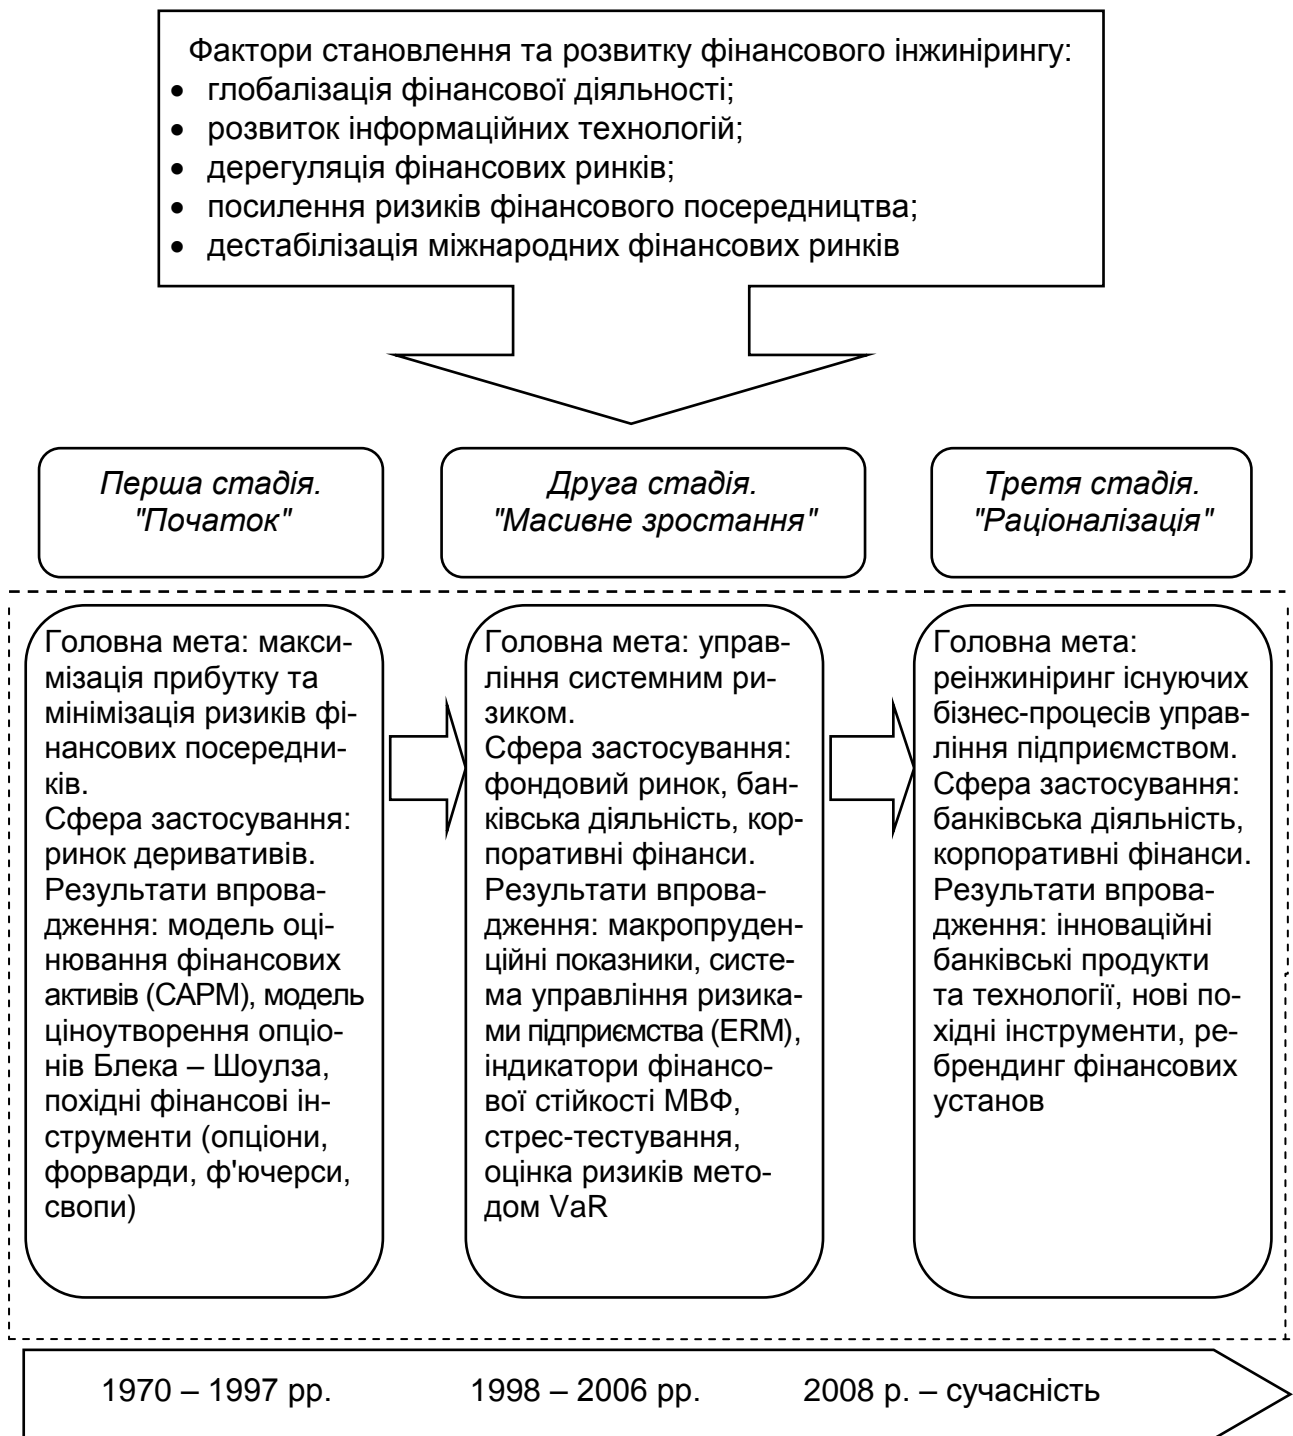 Фактори становлення та розвитку фінансового інжинірингу:
• глобалізація фінансової діяльності;
• розвиток інформаційних технологій;
• дерегуляція фінансових ринків;
• посилення ризиків фінансового посередництва;
• дестабілізація міжнародних фінансових ринків
Перша стадія.
"Початок"
Друга стадія.
"Масивне зростання"
Третя стадія.
"Раціоналізація"
Головна мета: макси-
мізація прибутку та
мінімізація ризиків фі-
нансових посередни-
ків.
Сфера застосування:
ринок деривативів.
Результати впрова-
дження: модель оці-
нювання фінансових
активів (САРМ), модель
ціноутворення опціо-
нів Блека – Шоулза,
похідні фінансові ін-
струменти (опціони,
форварди, ф'ючерси,
свопи)
Головна мета: управ-
ління системним ри-
зиком.
Сфера застосування:
фондовий ринок, бан-
ківська діяльність, кор-
поративні фінанси.
Результати впрова-
дження: макропруден-
ційні показники, систе-
ма управління ризика-
ми підприємства (ERM),
індикатори фінансо-
вої стійкості МВФ,
стрес-тестування,
оцінка ризиків мето-
дом VaR
Головна мета:
реінжиніринг існуючих
бізнес-процесів управ-
ління підприємством.
Сфера застосування:
банківська діяльність,
корпоративні фінанси.
Результати впрова-
дження: інноваційні
банківські продукти
та технології, нові по-
хідні інструменти, ре-
брендинг фінансових
установ
1970 – 1997 рр.
1998 – 2006 рр.
2008 р. – сучасність